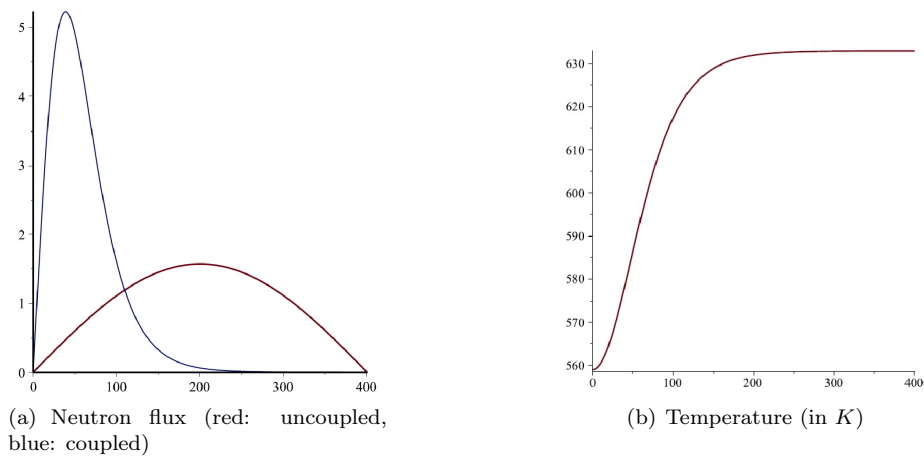 5
4
3
2
1
0
0 100 200 300 400
(a) Neutron flux (red: uncoupled,
blue: coupled)
630
620
610
600
590
580
570
560
0 100 200 300 400
(b) Temperature (in K)